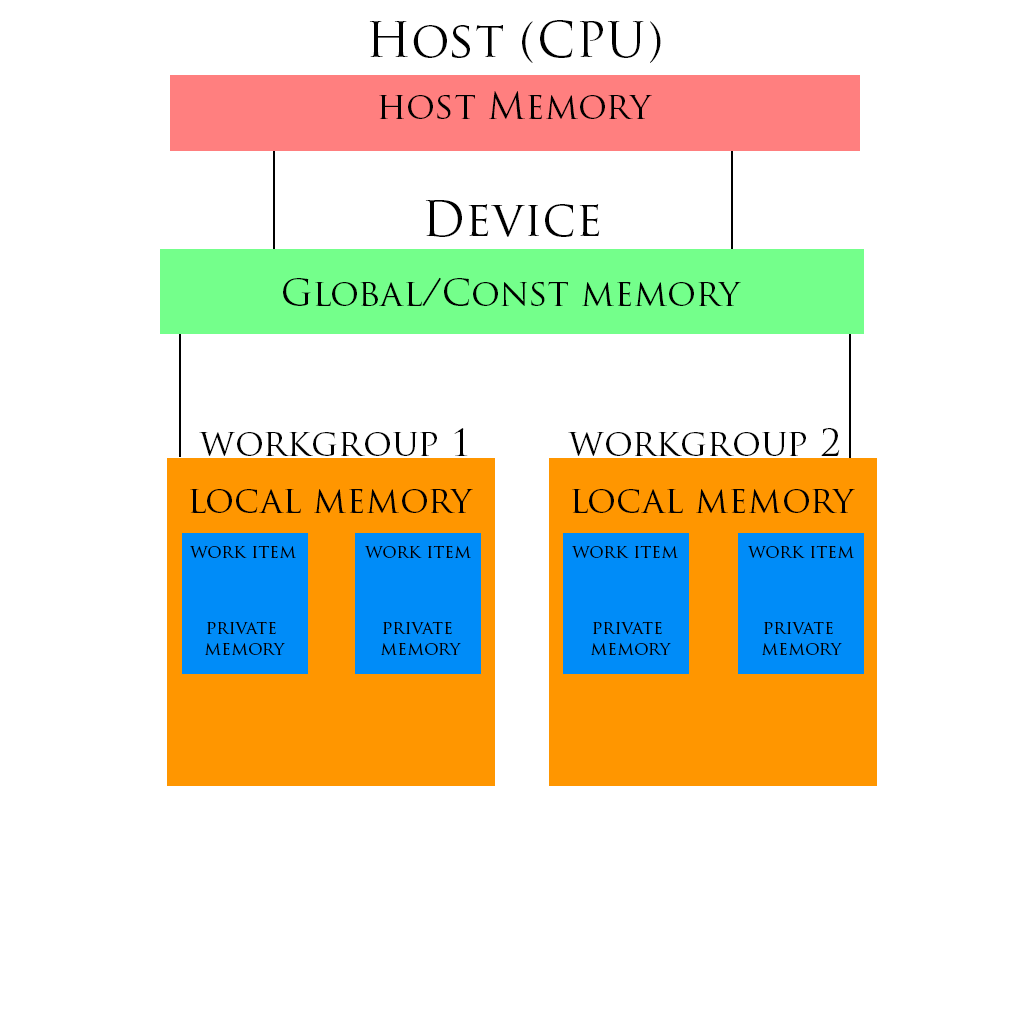 Host (CPU)
host Memory
Device
Global/Const memory
workgroup 1
workgroup 2
local memory
local memory
work item
work item
work item
work item
private
memory
private
memory
private
memory
private
memory